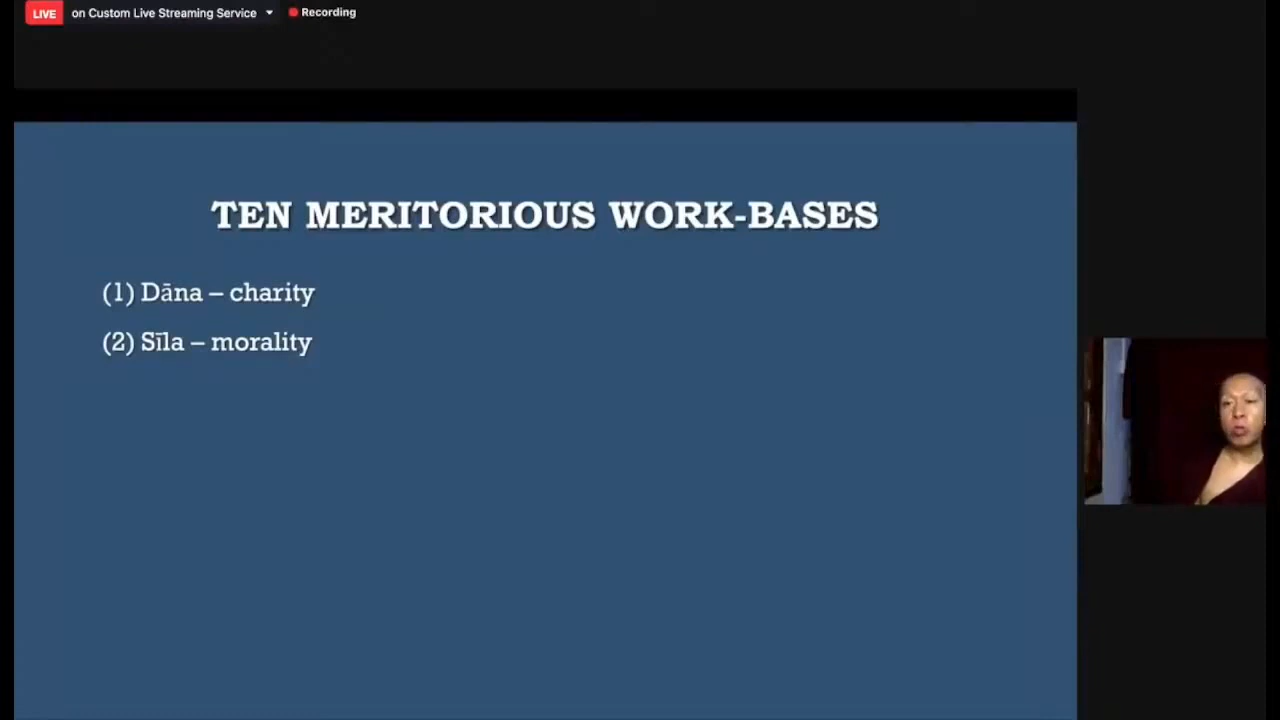 LIVE on Custom Live Streaming Service Recording
TEN MERITORIOUS WORK-BASES
(1) Dāna – charity
(2) Sīla – morality